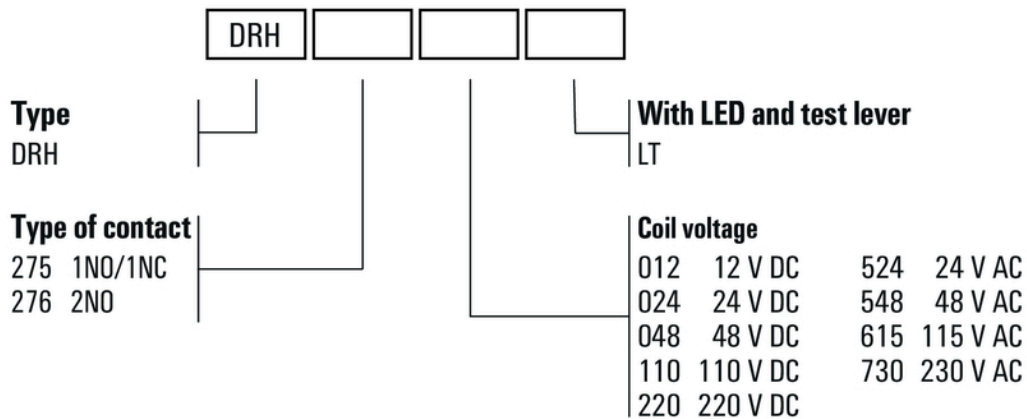 DRH
Type
DRH
With LED and test lever
LT
Type of contact
275 1NO/1NC
276 2NO
Coil voltage
012 12 V DC 524 24 V AC
024 24 V DC 548 48 V AC
048 48 V DC 615 115 V AC
110 110 V DC 730 230 V AC
220 220 V DC